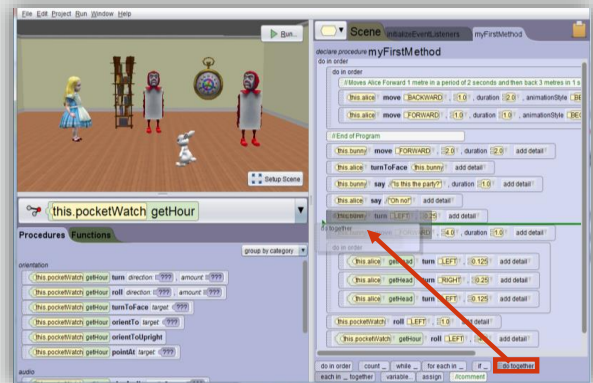 File Edit Project Run Window Help
Run...
Setup Scene
this.pocketWatch getHour
Procedures Functions
group by category
orientation
this.pocketWatch getHour turn direction: ??? , amount: ???
this.pocketWatch getHour roll direction: ??? , amount: ???
this.pocketWatch getHour turnToFace target: ???
this.pocketWatch getHour orientTo target: ???
this.pocketWatch getHour orientToUpright
this.pocketWatch getHour pointAt target: ???
audio
Scene initializeEventListeners myFirstMethod
declare procedure myFirstMethod
do in order
do in order
//Moves Alice Forward 1 metre in a period of 2 seconds and then back 3 metres in 1 s
this.alice move BACKWARD , 1.0 , duration 2.0 , animationStyle BE
this.alice move FORWARD , 1.0 , duration 1.0 , animationStyle BEG
//End of Program
this.bunny move FORWARD , 2.0 , duration 2.0 add detail
this.alice turnToFace this.bunny add detail
this.bunny say "Is this the party?" , duration 1.0 add detail
this.alice say "Oh no!" add detail
this.bunny turn LEFT , 0.25 add detail
do together
FORWARD , 4.0 , duration 1.0 add detail
do in order
this.alice getHead turn LEFT , 0.125 add detail
this.alice getHead turn RIGHT , 0.25 add detail
this.alice getHead turn LEFT , 0.125 add detail
this.pocketWatch roll LEFT , 1.0 add detail
this.pocketWatch getHour roll LEFT add detail
do in order count _ while _ for each in _ if _ do together
each in _ together variable... assign //comment